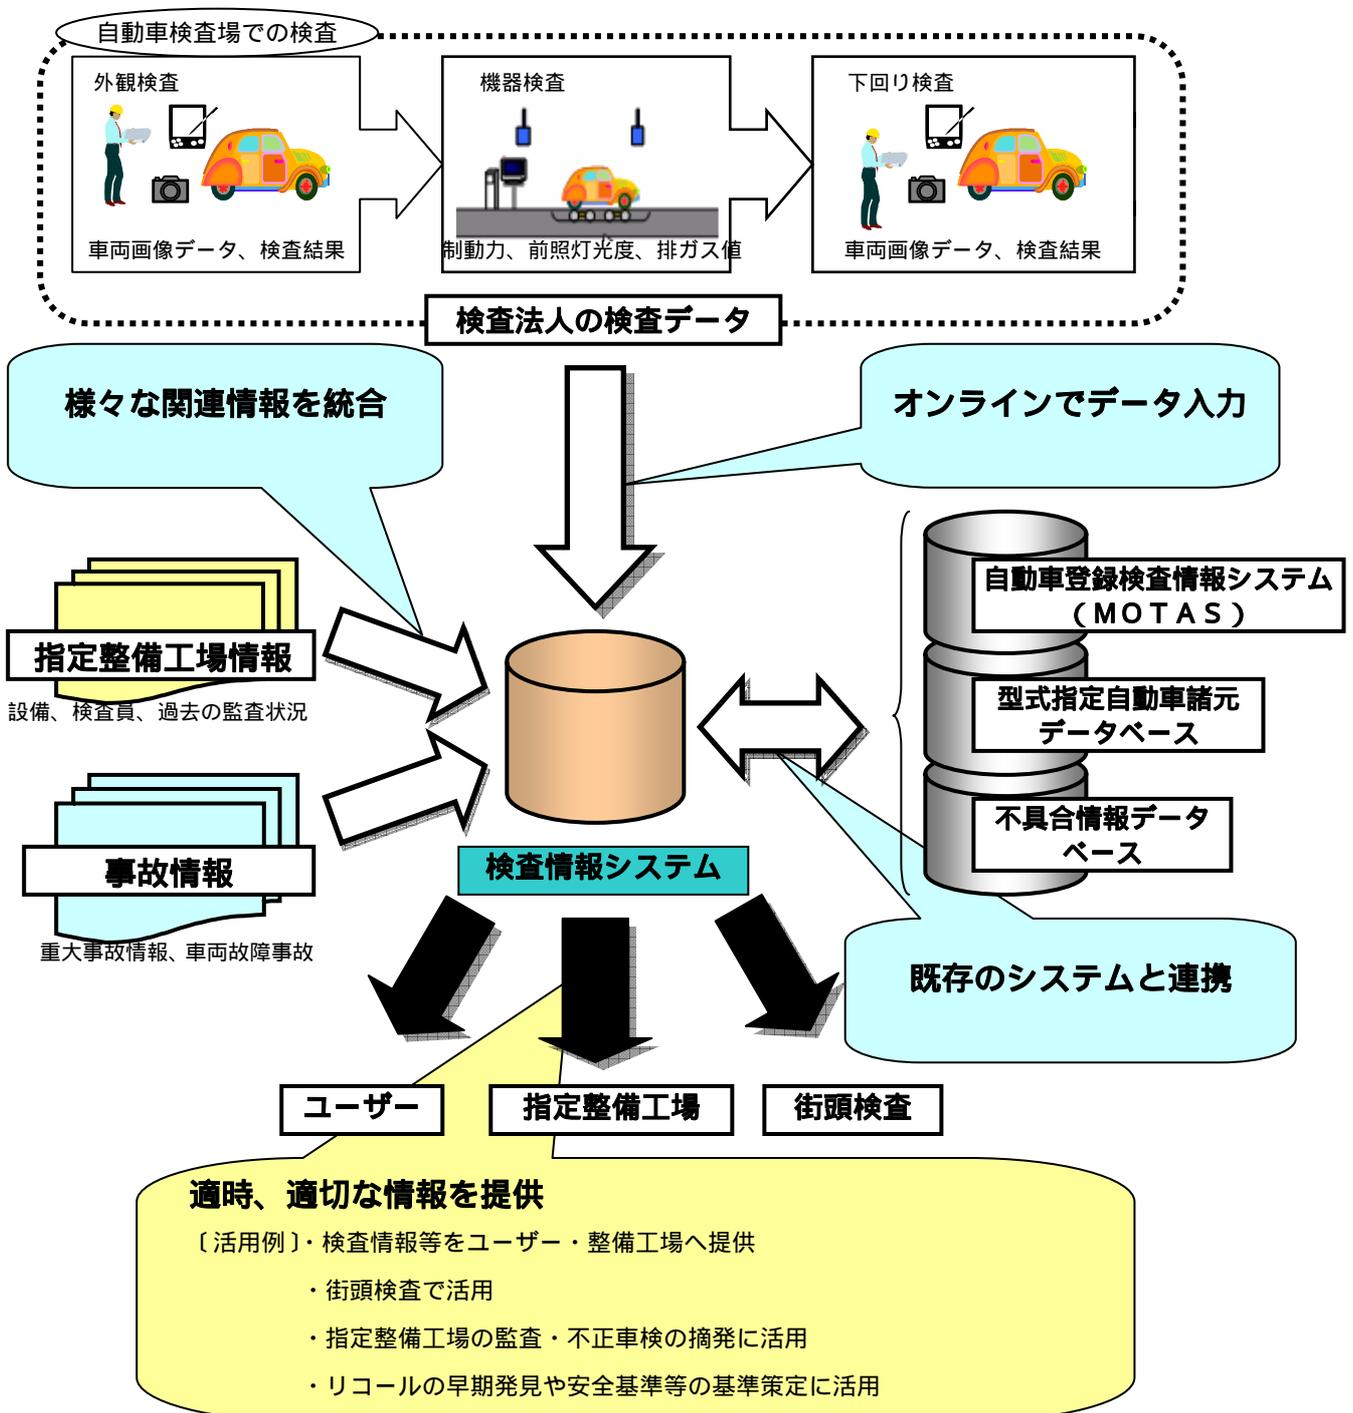 自動車検査場での検査
外観検査
機器検査
下回り検査
車両画像データ、検査結果
制動力、前照灯光度、排ガス値
車両画像データ、検査結果
検査法人の検査データ
様々な関連情報を統合
オンラインでデータ入力
自動車登録検査情報システム
（ＭＯＴＡＳ）
指定整備工場情報
設備、検査員、過去の監査状況
型式指定自動車諸元
データベース
不具合情報データ
ベース
事故情報
重大事故情報、車両故障事故
検査情報システム
既存のシステムと連携
ユーザー
指定整備工場
街頭検査
適時、適切な情報を提供
〔活用例〕・検査情報等をユーザー・整備工場へ提供
・街頭検査で活用
・指定整備工場の監査・不正車検の摘発に活用
・リコールの早期発見や安全基準等の基準策定に活用